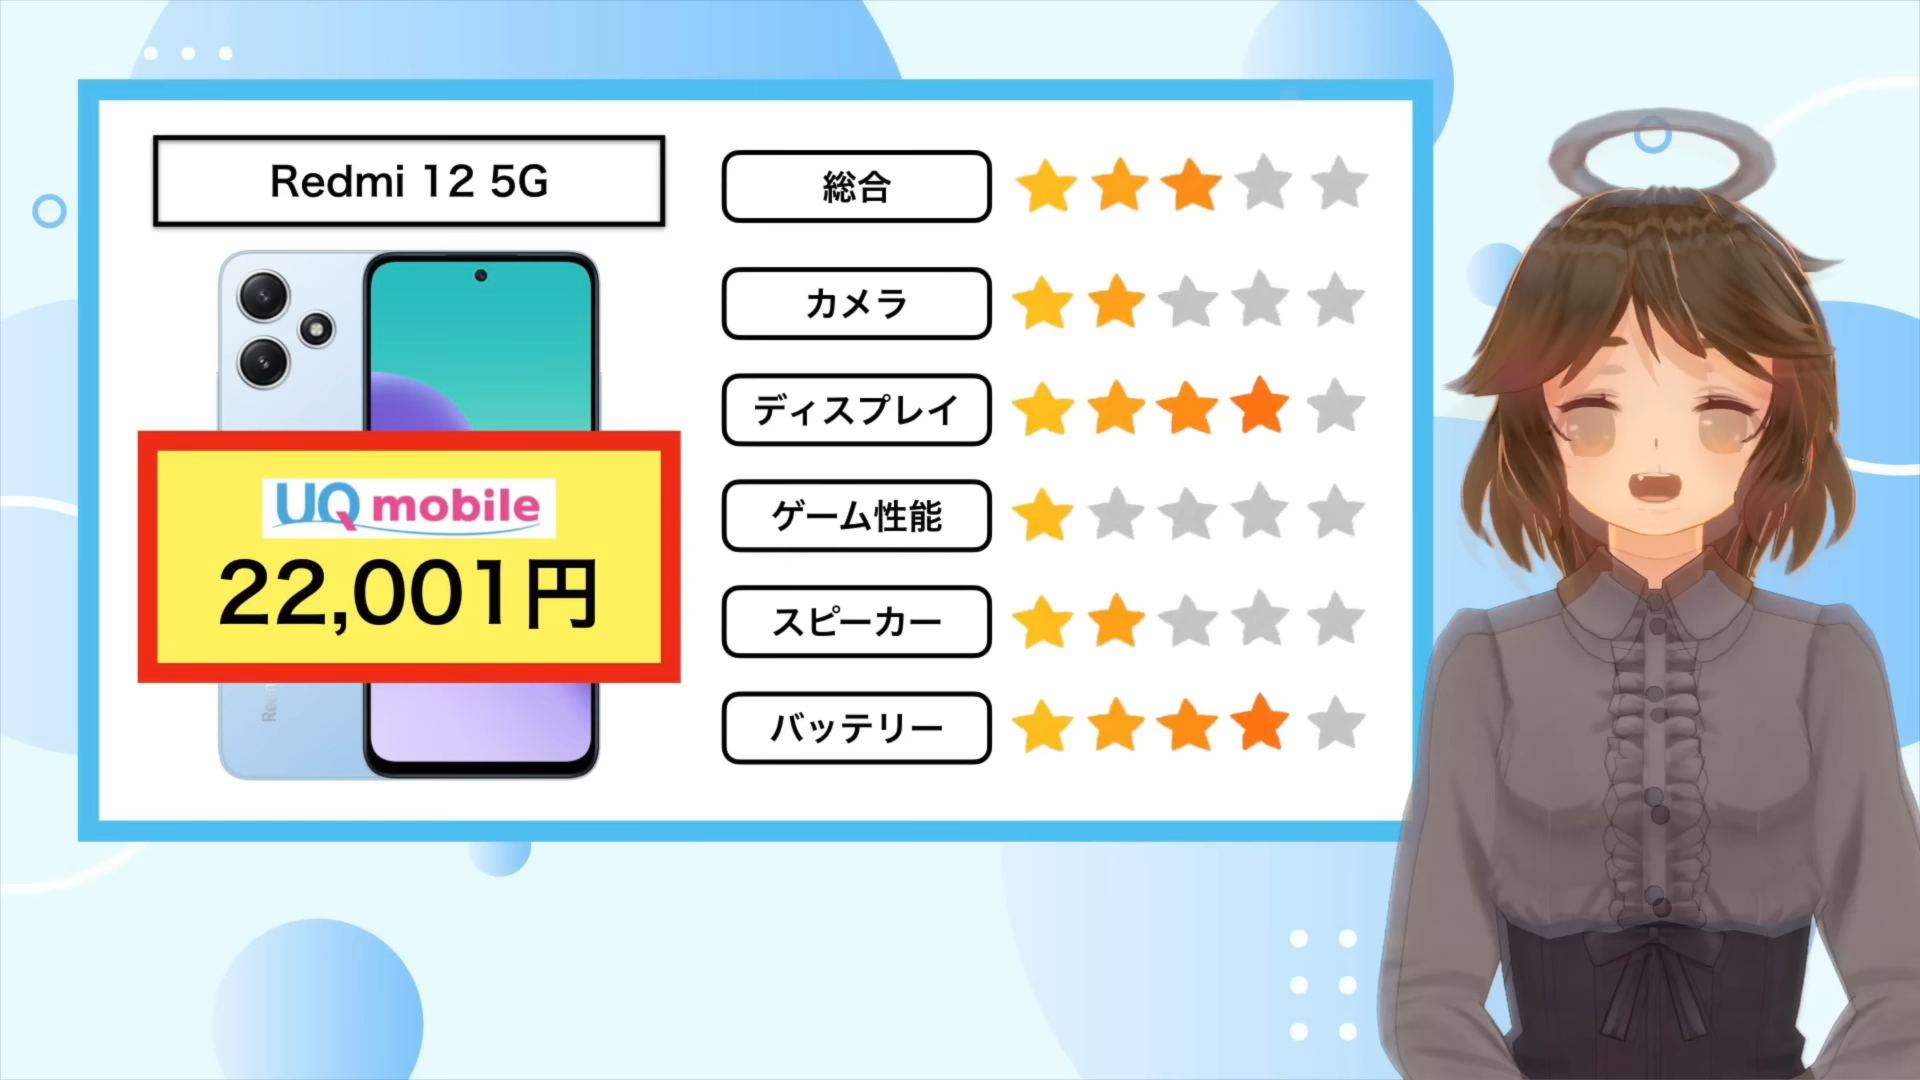 Redmi 12 5G
UQ mobile
22,001円
総合
カメラ
ディスプレイ
ゲーム性能
スピーカー
バッテリー